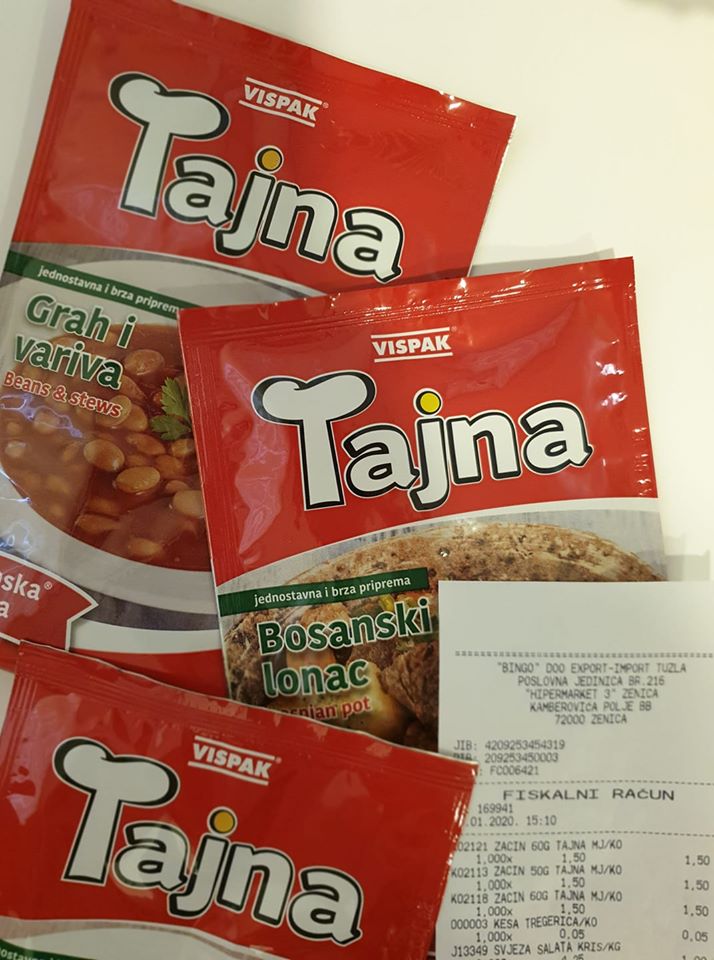 VISPAK®
Tajna
jednostavna i brza
Grah i
variva
Beans & stews
VISPAK®
Tajna
jednostavna i brza priprema
Bosanski
lonac
pot
VISPAK®
Tajna
"BINGO" DOO EXPORT-IMPORT TUZLA
POSLOVNA JEDINICA BR.216
"HIPERMARKET 3" ZENICA
KAMBEROVIĆA POLJE BB
72000 ZENICA
JIB: 4209253454319
209253450003
: FC006421
FISKALNI RAČUN
169941
.01.2020. 15:10
K02121 ZACIN 60G TAJNA MJ/KO
1,000x 1,50 1,50
K02113 ZACIN 50G TAJNA MJ/KO
1,000x 1,50 1,50
K02118 ZACIN 60G TAJNA MJ/KO
1,000x 1,50 1,50
000003 KESA TREGERICA/KO
1,000x 0,05 0,05
J13349 SVJEZA SALATA KRIS/KG